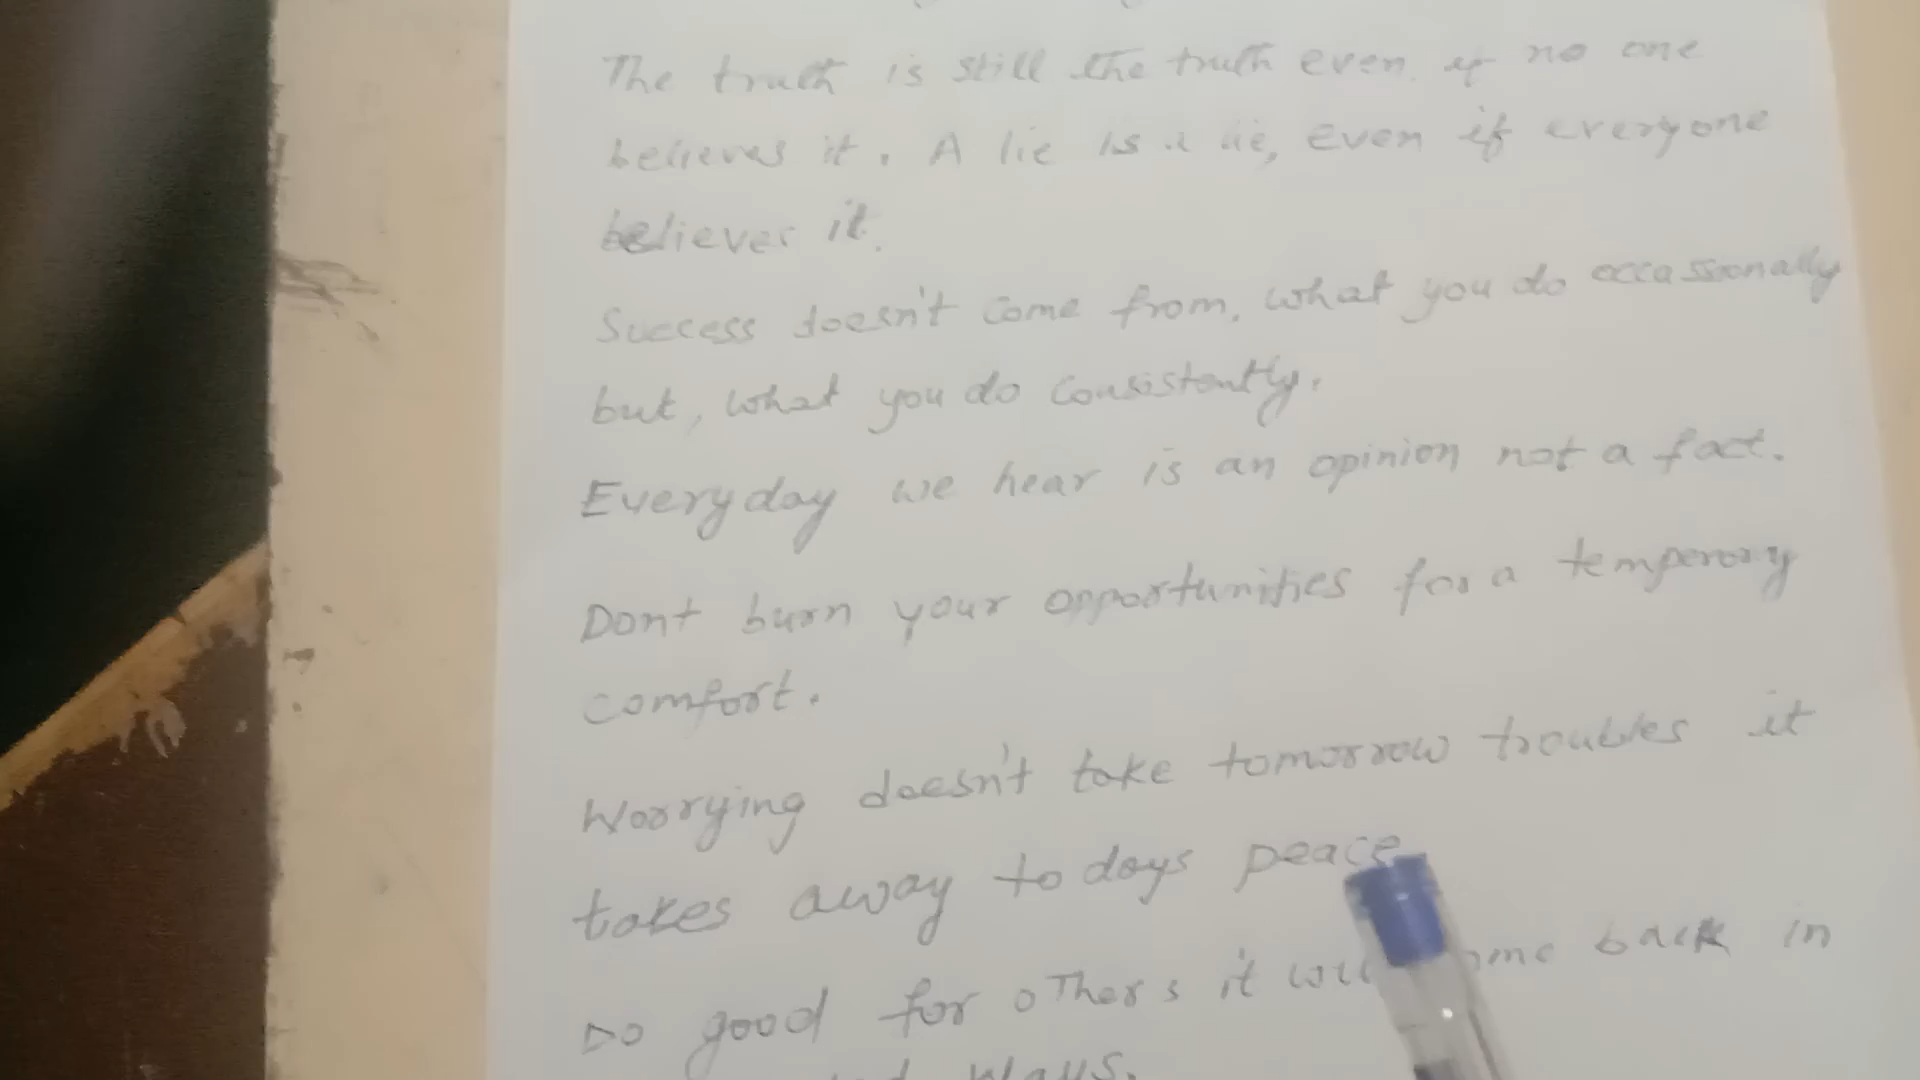 The truth is still the truth even if no one
believes it. A lie is a lie, even if everyone
believes it.
Success doesn't come from, what you do occassionally
but, what you do consistently.
Everyday we hear is an opinion not a fact.
Dont burn your opportunities for a temperory
comfort.
Worrying doesn't take tomorrow troubles it
takes away todays peace
Do good for others it will back in
ways.